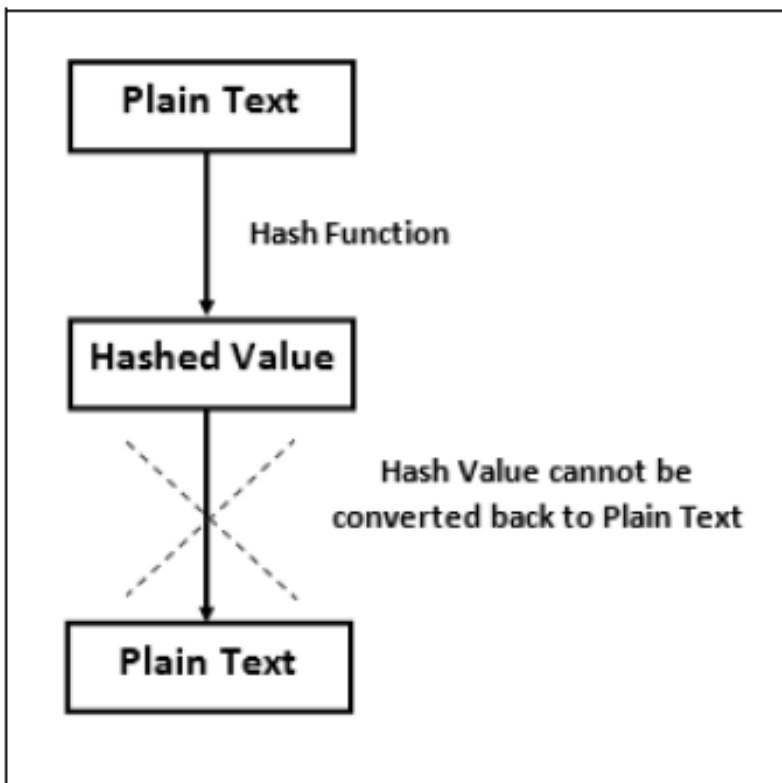 Plain Text
Hash Function
Hashed Value
Hash Value cannot be
converted back to Plain Text
Plain Text